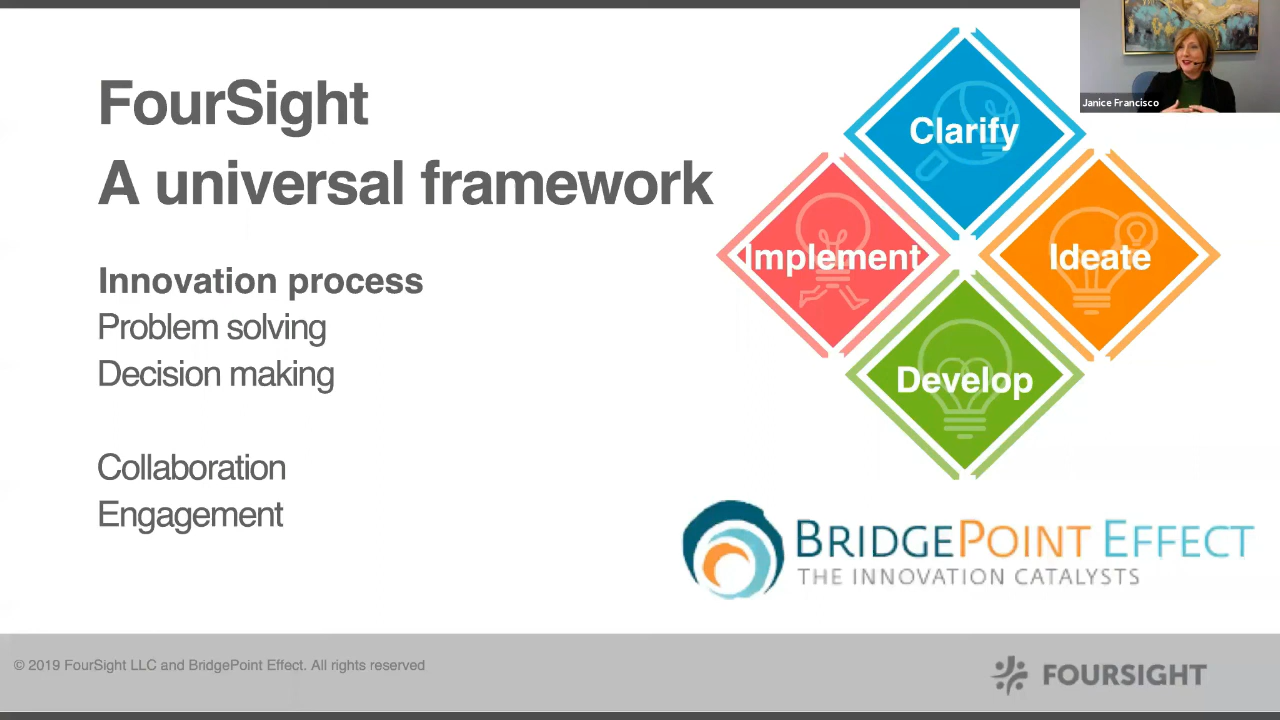 FourSight
A universal framework
Innovation process
Problem solving
Decision making
Collaboration
Engagement
Clarify
Implement
Ideate
Develop
Janice Francisco
BRIDGEPOINT EFFECT
THE INNOVATION CATALYSTS
© 2019 FourSight LLC and BridgePoint Effect. All rights reserved
FOURSIGHT